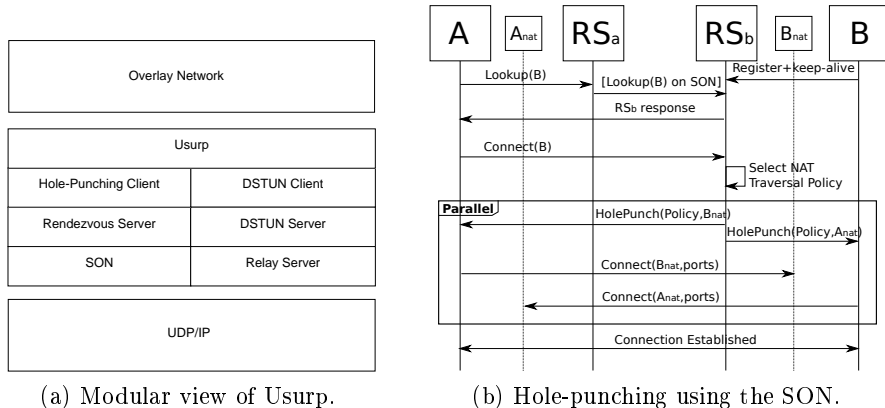 Overlay Network
Usurp
Hole-Punching Client
DSTUN Client
Rendezvous Server
DSTUN Server
SON
Relay Server
UDP/IP
(a) Modular view of Usurp.
A
Anat
RSa
RSb
Bnat
B
Register+keep-alive
Lookup(B)
[Lookup(B) on SON]
RSb response
Connect(B)
Select NAT
Traversal Policy
Parallel
HolePunch(Policy,Bnat)
HolePunch(Policy,Anat)
Connect(Bnat,ports)
Connect(Anat,ports)
Connection Established
(b) Hole-punching using the SON.